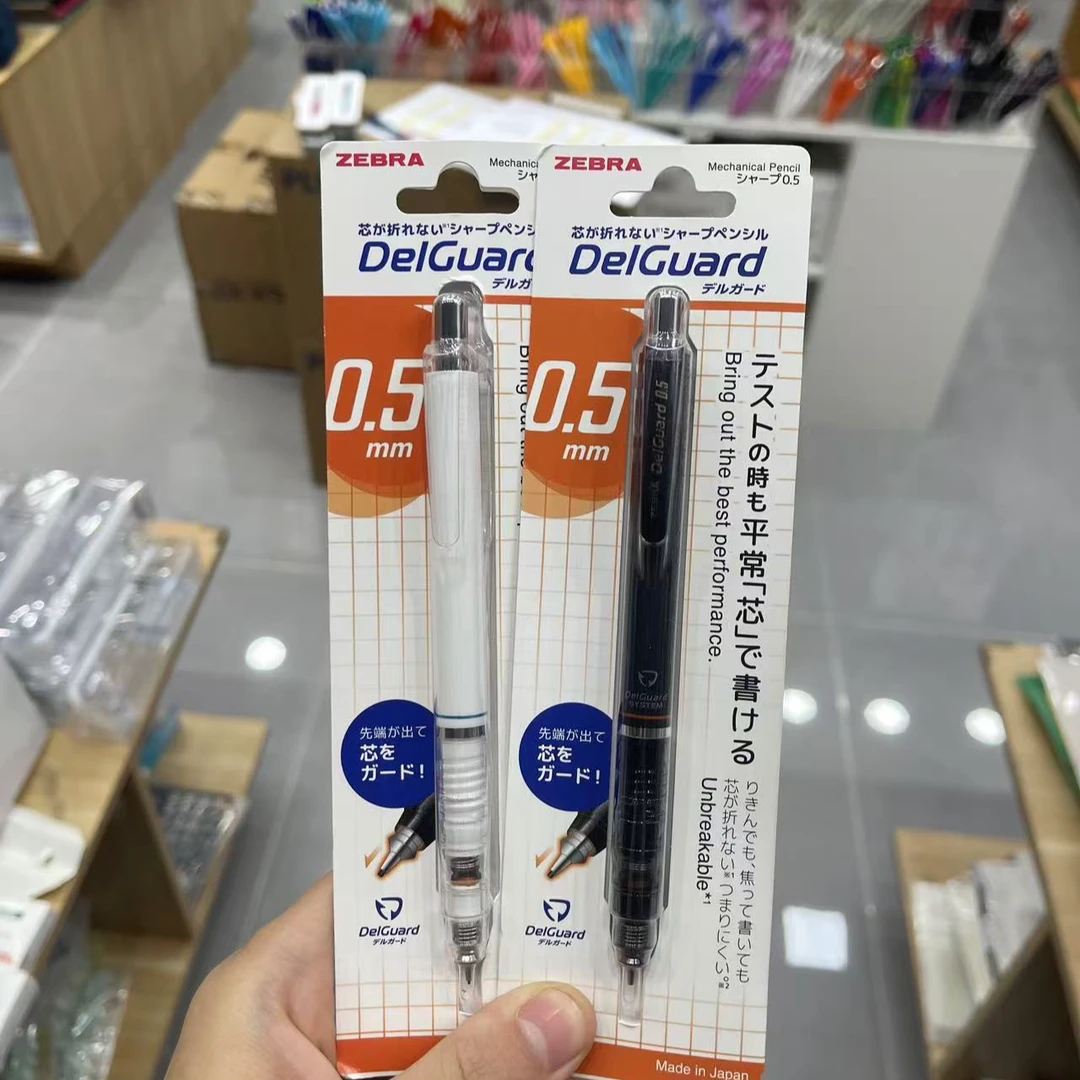 ZEBRA
Mechanic
シャ
芯が折れない※1シャープペンシ
DelGuard
デルガ
0.5
mm
先端が出て
芯を
ガード!
DelGuard
デルガード
ZEBRA
Mechanical Pencil
シャープ0.5
芯が折れない※1シャープペンシル
DelGuard
デルガード
0.5
mm
DelGuard 0.5
DelGuard
SYSTEM
テストの時も平常「芯」で書ける
Bring out the best performance.
先端が出て
芯を
ガード!
りきんでも、焦って書いても
芯が折れない※1つまりにくい。※2
Unbreakable*1
DelGuard
デルガード
Made in Japan